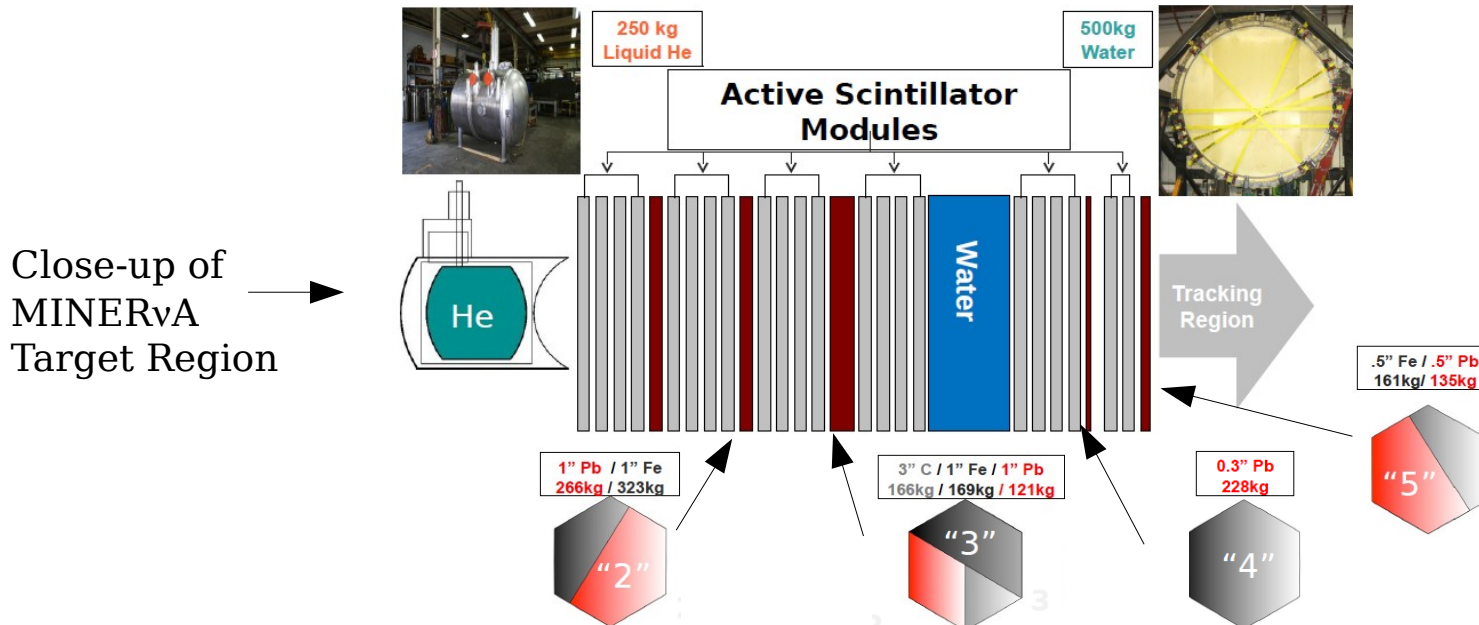 250 kg
Liquid He
500kg
Water
Active Scintillator
Modules
Close-up of
MINERνA
Target Region
He
Water
Tracking
Region
.5” Fe / .5” Pb
161kg/ 135kg
1” Pb / 1” Fe
266kg / 323kg
3” C / 1” Fe / 1” Pb
166kg / 169kg / 121kg
0.3” Pb
228kg
“5”
“2”
“3”
“4”
3